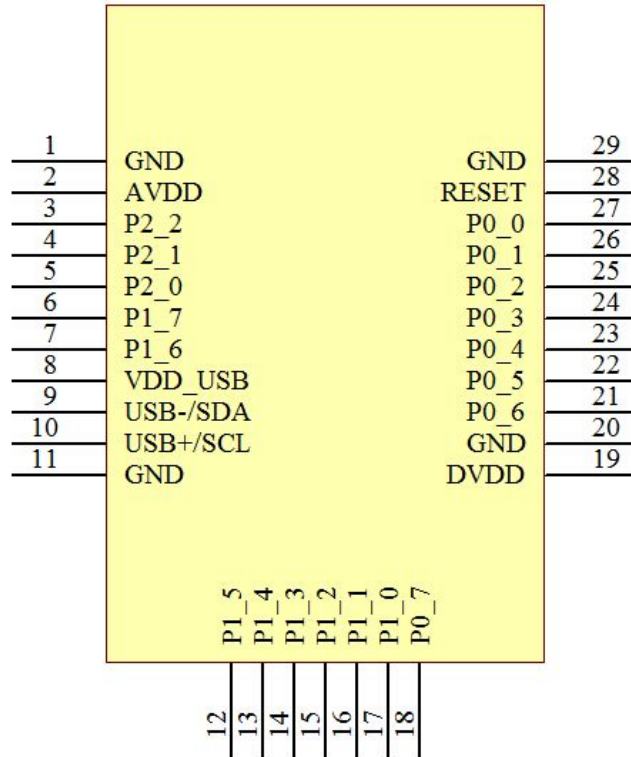 1 GND GND 29
2 AVDD RESET 28
3 P2_2 P0_0 27
4 P2_1 P0_1 26
5 P2_0 P0_2 25
6 P1_7 P0_3 24
7 P1_6 P0_4 23
8 VDD_USB P0_5 22
9 USB-/SDA P0_6 21
10 USB+/SCL GND 20
11 GND DVDD 19
P1_5 P1_4 P1_3 P1_2 P1_1 P1_0 P0_7
12 13 14 15 16 17 18